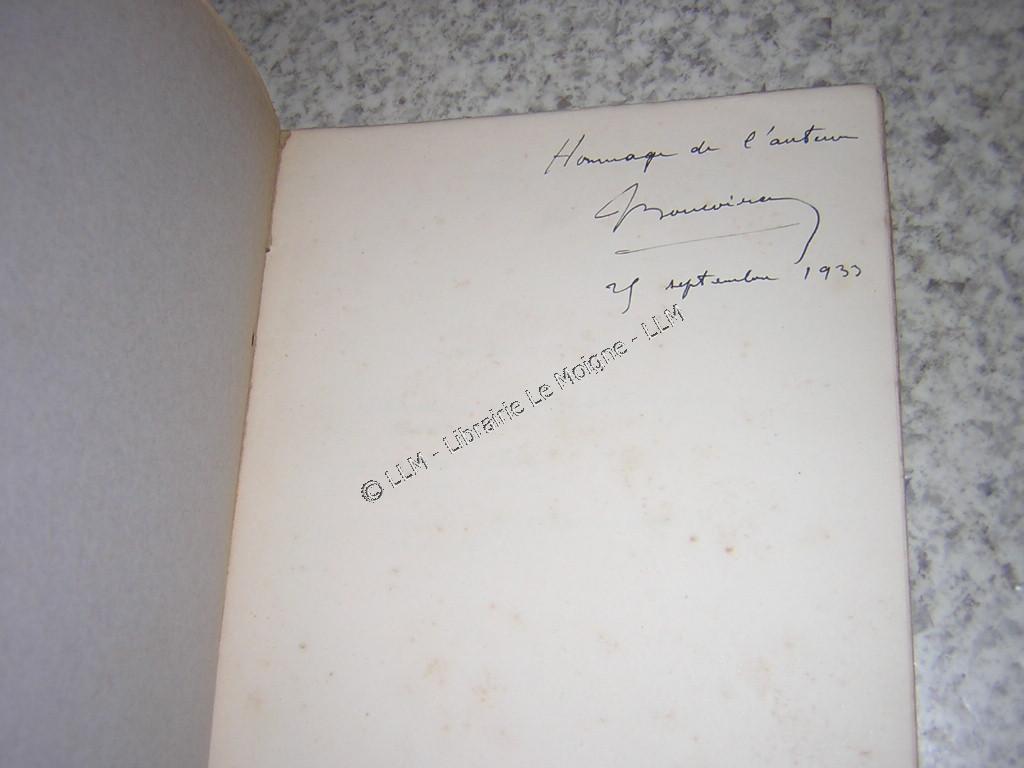 Hommage de l'auteur
25 septembre 1933
© LLM - Librairie Le Moigne - LLM